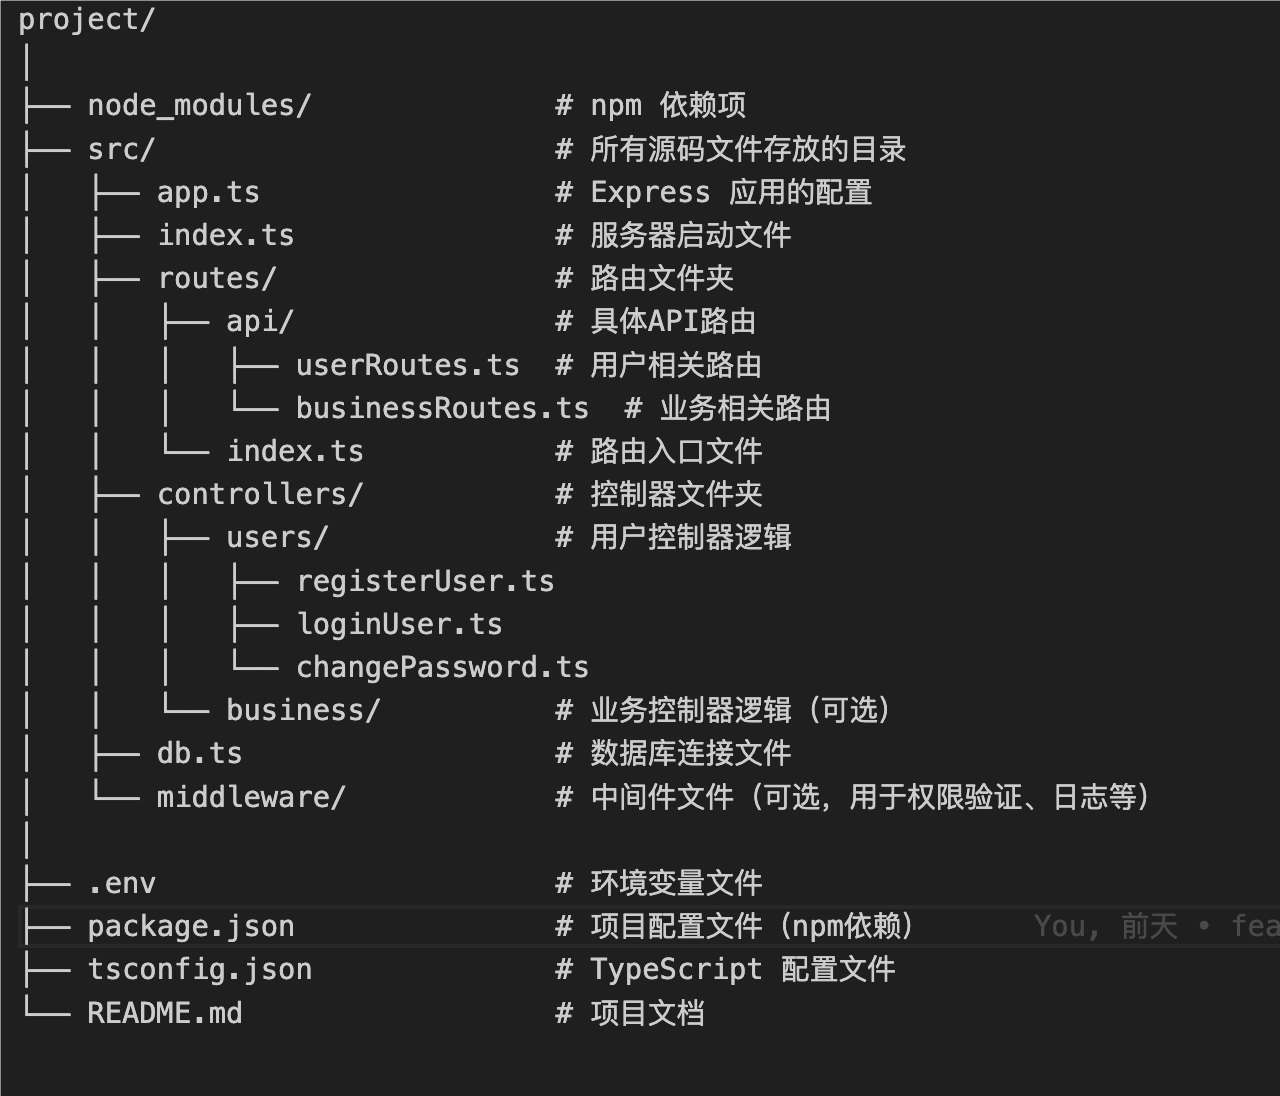 project/
│
├── node_modules/              # npm 依赖项
├── src/                       # 所有源码文件存放的目录
│   ├── app.ts                 # Express 应用的配置
│   ├── index.ts               # 服务器启动文件
│   ├── routes/                # 路由文件夹
│   │   ├── api/               # 具体API路由
│   │   │   ├── userRoutes.ts  # 用户相关路由
│   │   │   └── businessRoutes.ts  # 业务相关路由
│   │   └── index.ts           # 路由入口文件
│   ├── controllers/           # 控制器文件夹
│   │   ├── users/             # 用户控制器逻辑
│   │   │   ├── registerUser.ts
│   │   │   ├── loginUser.ts
│   │   │   └── changePassword.ts
│   │   └── business/          # 业务控制器逻辑（可选）
│   ├── db.ts                  # 数据库连接文件
│   └── middleware/            # 中间件文件（可选，用于权限验证、日志等）
│
├── .env                       # 环境变量文件
├── package.json               # 项目配置文件（npm依赖）      You, 前天 • fea
├── tsconfig.json              # TypeScript 配置文件
└── README.md                  # 项目文档